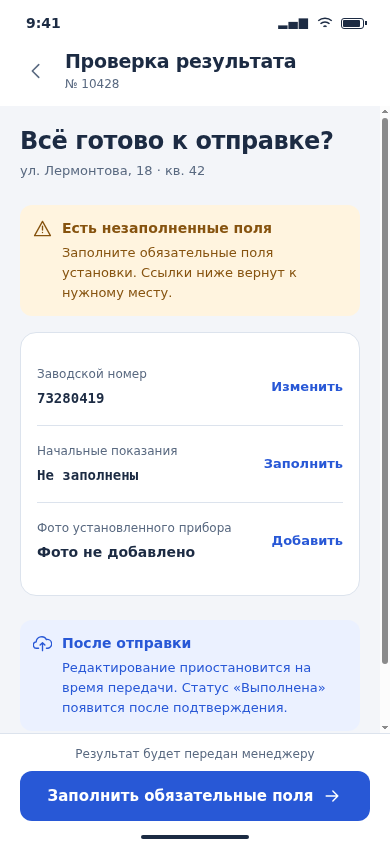 9:41
Проверка результата
№ 10428
Всё готово к отправке?
ул. Лермонтова, 18 · кв. 42
Есть незаполненные поля
Заполните обязательные поля
установки. Ссылки ниже вернут к
нужному месту.
Заводской номер
73280419
Изменить
Начальные показания
Не заполнены
Заполнить
Фото установленного прибора
Фото не добавлено
Добавить
После отправки
Редактирование приостановится на
время передачи. Статус «Выполнена»
появится после подтверждения.
Результат будет передан менеджеру
Заполнить обязательные поля →